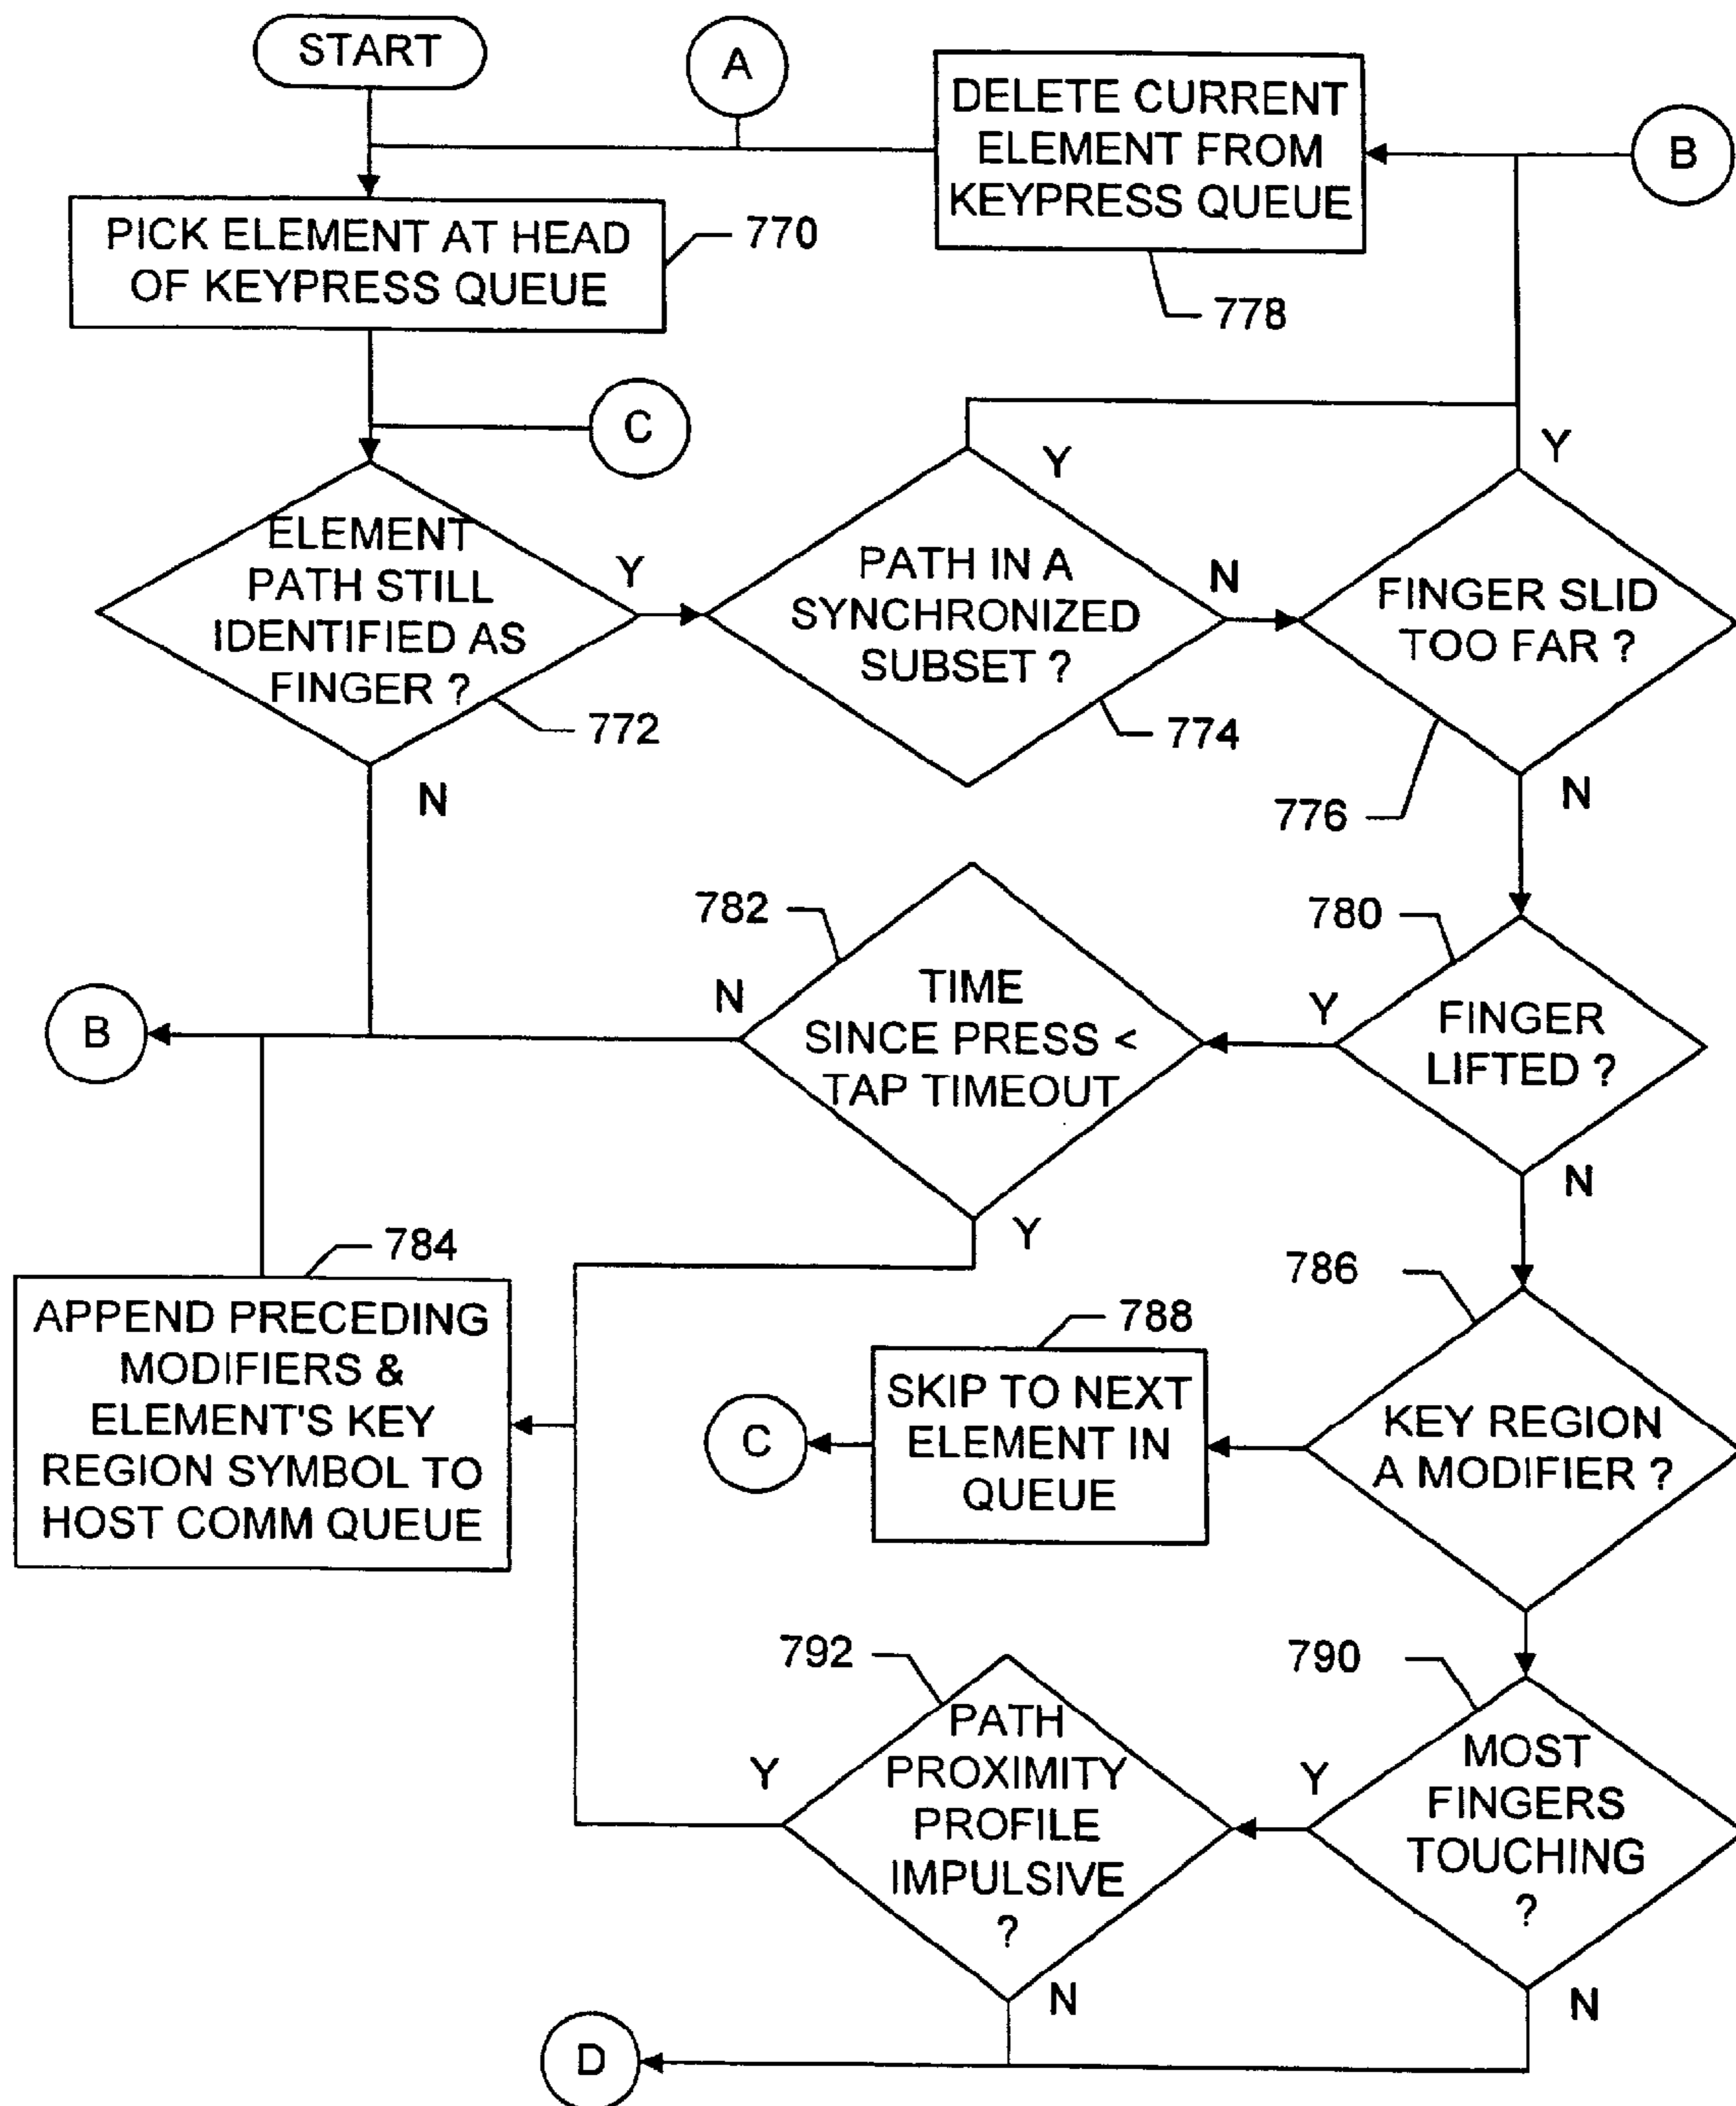 START
A
DELETE CURRENT
ELEMENT FROM
KEYPRESS QUEUE
B
PICK ELEMENT AT HEAD
OF KEYPRESS QUEUE
770
778
C
ELEMENT
PATH STILL
IDENTIFIED AS
FINGER ?
Y
772
N
Y
PATH IN A
SYNCHRONIZED
SUBSET ?
N
774
Y
FINGER SLID
TOO FAR ?
776
N
782
TIME
SINCE PRESS <
TAP TIMEOUT
N
Y
780
FINGER
LIFTED ?
Y
N
B
784
APPEND PRECEDING
MODIFIERS &
ELEMENT'S KEY
REGION SYMBOL TO
HOST COMM QUEUE
786
KEY REGION
A MODIFIER ?
788
SKIP TO NEXT
ELEMENT IN
QUEUE
C
792
PATH
PROXIMITY
PROFILE
IMPULSIVE
?
Y
N
790
MOST
FINGERS
TOUCHING
?
Y
N
D